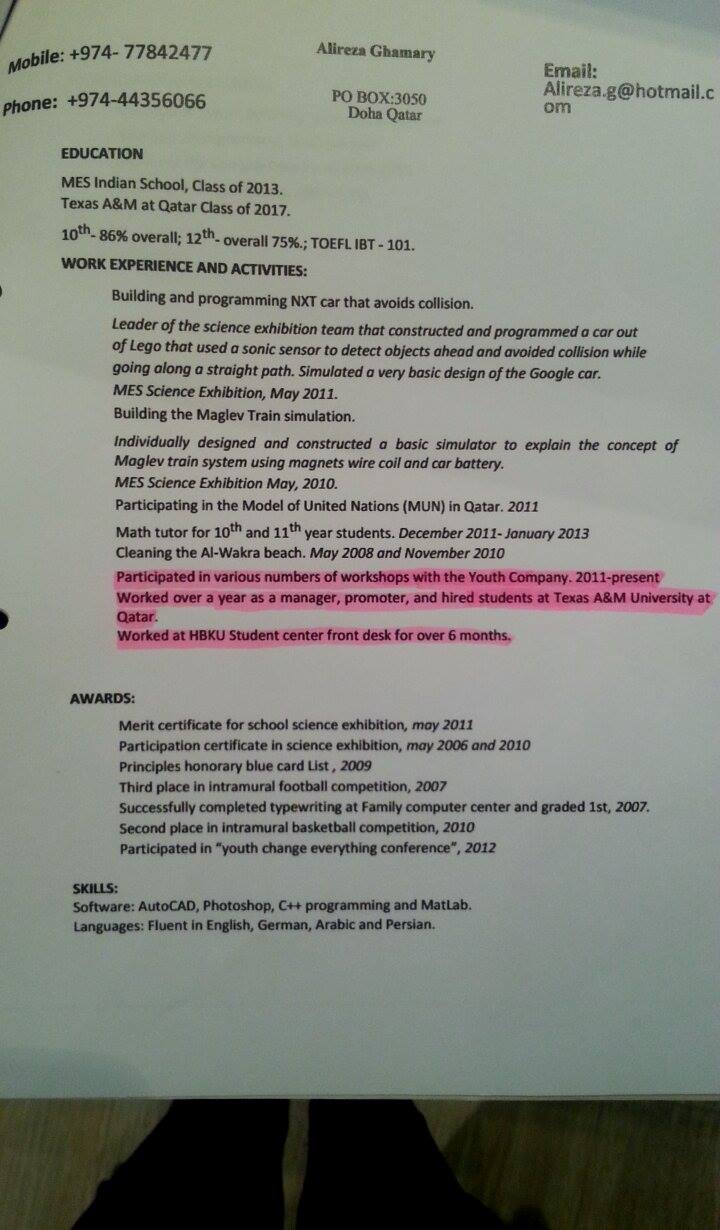 Mobile: +974- 77842477
Alireza Ghamary
Email:
Alireza.g@hotmail.c
om
Phone: +974-44356066
PO BOX:3050
Doha Qatar
EDUCATION
MES Indian School, Class of 2013.
Texas A&M at Qatar Class of 2017.
10th- 86% overall; 12th- overall 75%.; TOEFL IBT - 101.
WORK EXPERIENCE AND ACTIVITIES:
Building and programming NXT car that avoids collision.
Leader of the science exhibition team that constructed and programmed a car out
of Lego that used a sonic sensor to detect objects ahead and avoided collision while
going along a straight path. Simulated a very basic design of the Google car.
MES Science Exhibition, May 2011.
Building the Maglev Train simulation.
Individually designed and constructed a basic simulator to explain the concept of
Maglev train system using magnets wire coil and car battery.
MES Science Exhibition May, 2010.
Participating in the Model of United Nations (MUN) in Qatar. 2011
Math tutor for 10th and 11th year students. December 2011- January 2013
Cleaning the Al-Wakra beach. May 2008 and November 2010
Participated in various numbers of workshops with the Youth Company. 2011-present
Worked over a year as a manager, promoter, and hired students at Texas A&M University at
Qatar.
Worked at HBKU Student center front desk for over 6 months.
AWARDS:
Merit certificate for school science exhibition, may 2011
Participation certificate in science exhibition, may 2006 and 2010
Principles honorary blue card List , 2009
Third place in intramural football competition, 2007
Successfully completed typewriting at Family computer center and graded 1st, 2007.
Second place in intramural basketball competition, 2010
Participated in "youth change everything conference", 2012
SKILLS:
Software: AutoCAD, Photoshop, C++ programming and MatLab.
Languages: Fluent in English, German, Arabic and Persian.